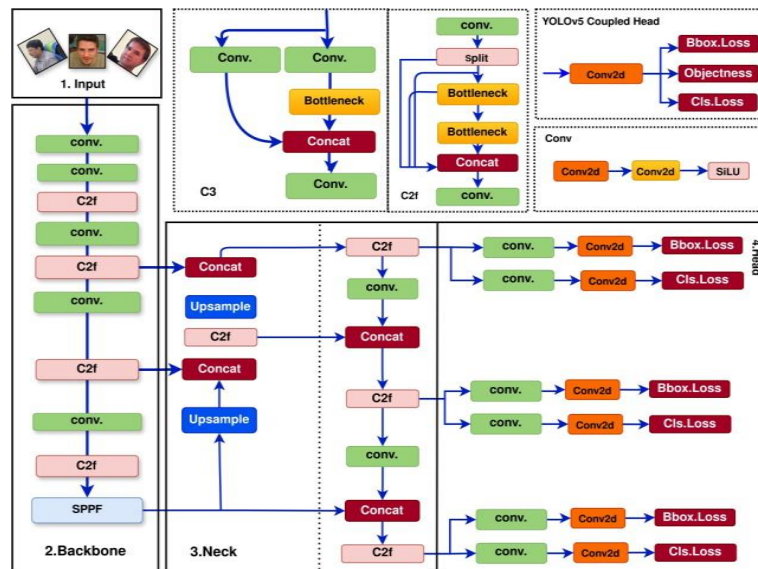 1. Input
conv.
conv.
C2f
conv.
C2f
conv.
C2f
conv.
C2f
SPPF
2.Backbone
Conv.
Conv.
Bottleneck
Concat
Conv.
C3
conv.
split
Bottleneck
Bottleneck
Concat
conv.
C2f
YOLOv5 Coupled Head
Conv2d
Bbox.Loss
Objectness
Cls.Loss
Conv
Conv2d
Conv2d
SiLU
Concat
Upsample
C2f
Concat
Upsample
3.Neck
C2f
conv.
Concat
C2f
conv.
Concat
C2f
4.Head
conv.
Conv2d
Bbox.Loss
conv.
Conv2d
Cls.Loss
conv.
Conv2d
Bbox.Loss
conv.
Conv2d
Cls.Loss
conv.
Conv2d
Bbox.Loss
conv.
Conv2d
Cls.Loss